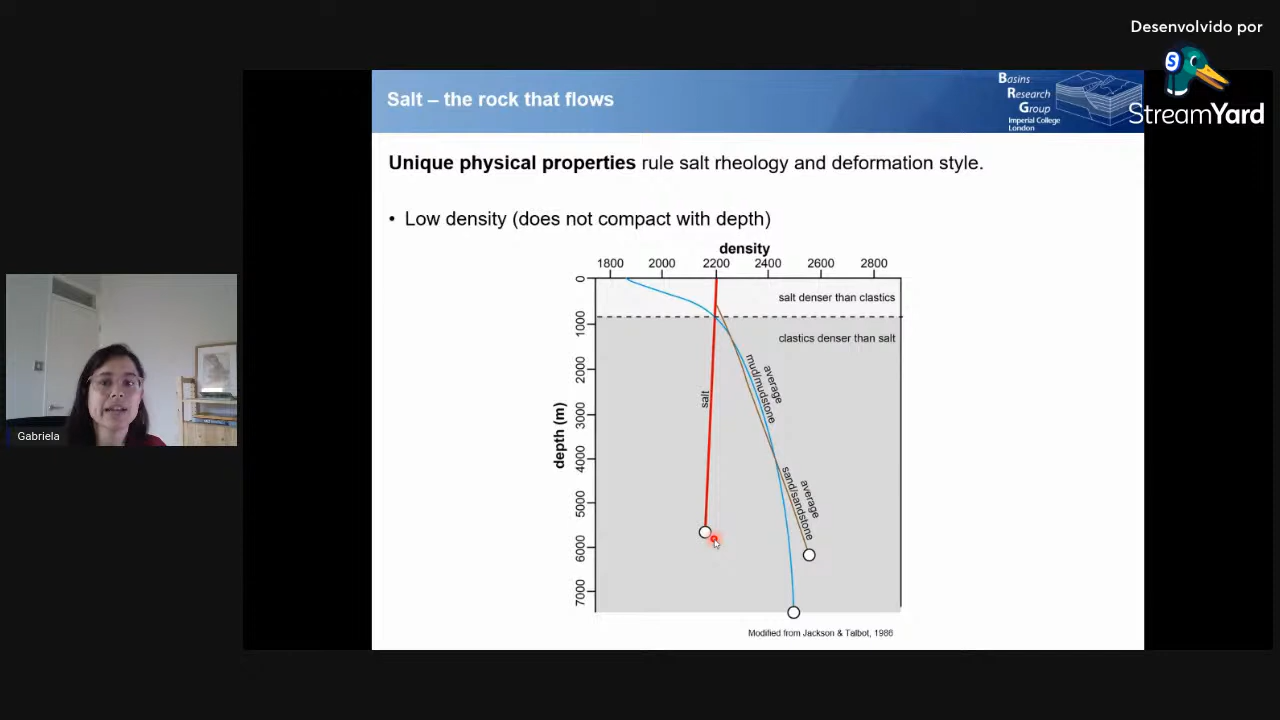 Desenvolvido por
S
StreamYard
Salt – the rock that flows
Basins
Research
Group
Imperial College
London
Unique physical properties rule salt rheology and deformation style.
• Low density (does not compact with depth)
density
1800 2000 2200 2400 2600 2800
0
1000
2000
3000
4000
5000
6000
7000
depth (m)
salt denser than clastics
clastics denser than salt
salt
average
mud/mudstone
average
sand/sandstone
Modified from Jackson & Talbot, 1986
Gabriela